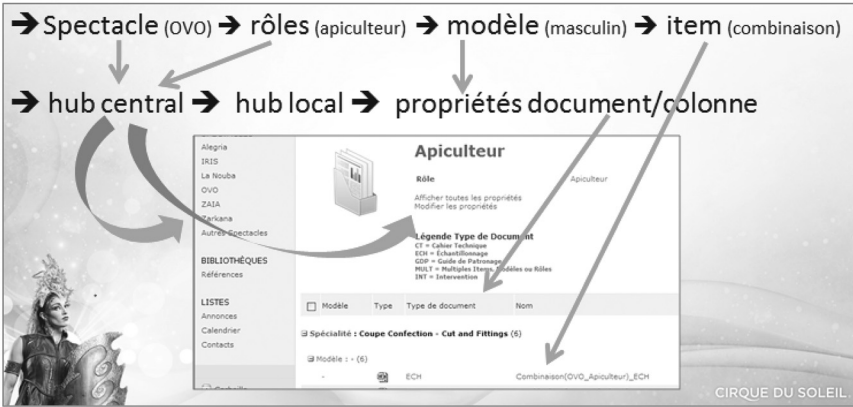 ➔ Spectacle (OVO) ➔ rôles (apiculteur) ➔ modèle (masculin) ➔ item (combinaison)
➔ hub central ➔ hub local ➔ propriétés document/colonne
Alegria
IRIS
La Nouba
OVO
ZAIA
Zarkana
Autres Spectacles
BIBLIOTHÈQUES
Références
LISTES
Annonces
Calendrier
Contacts
Apiculteur
Rôle Apiculteur
Afficher toutes les propriétés
Modifier les propriétés
Légende Type de Document
CT = Cahier Technique
ECH = Échantillonnage
GDP = Guide de Patronage
MULT = Multiples Items, Modèles ou Rôles
INT = Intervention
Modèle Type Type de document Nom
Spécialité : Coupe Confection - Cut and Fittings (6)
Modèle : - (6)
- ECH Combinaison(OVO_Apiculteur)_ECH
CIRQUE DU SOLEIL